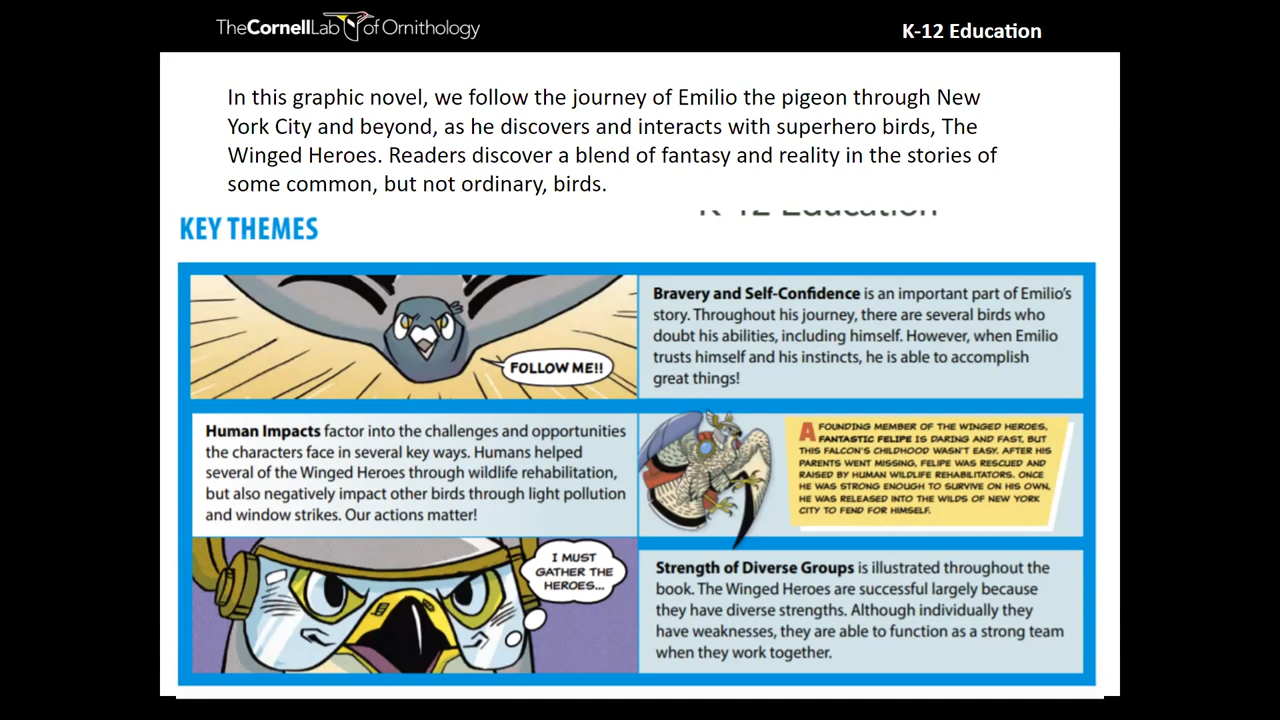 TheCornellLab of Ornithology
K-12 Education
In this graphic novel, we follow the journey of Emilio the pigeon through New
York City and beyond, as he discovers and interacts with superhero birds, The
Winged Heroes. Readers discover a blend of fantasy and reality in the stories of
some common, but not ordinary, birds.
K-12 Education
KEY THEMES
FOLLOW ME!!
Bravery and Self-Confidence is an important part of Emilio's
story. Throughout his journey, there are several birds who
doubt his abilities, including himself. However, when Emilio
trusts himself and his instincts, he is able to accomplish
great things!
Human Impacts factor into the challenges and opportunities
the characters face in several key ways. Humans helped
several of the Winged Heroes through wildlife rehabilitation,
but also negatively impact other birds through light pollution
and window strikes. Our actions matter!
A FOUNDING MEMBER OF THE WINGED HEROES,
FANTASTIC FELIPE IS DARING AND FAST, BUT
THIS FALCON'S CHILDHOOD WASN'T EASY. AFTER HIS
PARENTS WENT MISSING, FELIPE WAS RESCUED AND
RAISED BY HUMAN WILDLIFE REHABILITATORS. ONCE
HE WAS STRONG ENOUGH TO SURVIVE ON HIS OWN,
HE WAS RELEASED INTO THE WILDS OF NEW YORK
CITY TO FEND FOR HIMSELF.
I MUST
GATHER THE
HEROES...
Strength of Diverse Groups is illustrated throughout the
book. The Winged Heroes are successful largely because
they have diverse strengths. Although individually they
have weaknesses, they are able to function as a strong team
when they work together.